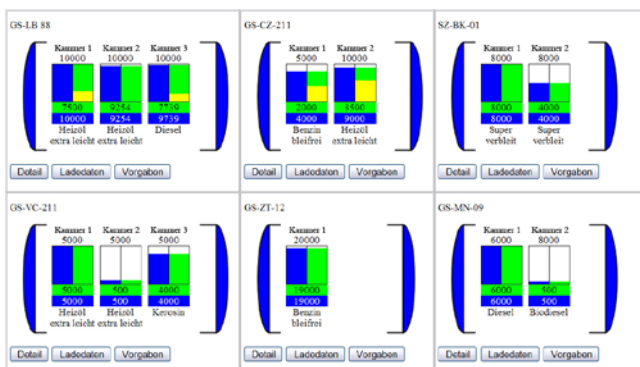 GS-LB 88
Kammer 1 Kammer 2 Kammer 3
10000 10000 10000
7500 9254 7739
10000 9254 9739
Heizöl Heizöl Diesel
extra leicht extra leicht
Detail Ladedaten Vorgaben
GS-CZ-211
Kammer 1 Kammer 2
5000 10000
2000 3500
4000 9000
Benzin Heizöl
bleifrei extra leicht
Detail Ladedaten Vorgaben
SZ-BK-01
Kammer 1 Kammer 2
8000 8000
8000 4000
8000 4000
Super Super
verbleit verbleit
Detail Ladedaten Vorgaben
GS-VC-211
Kammer 1 Kammer 2 Kammer 3
5000 5000 5000
5000 500 4000
5000 500 4000
Heizöl Heizöl Kerosin
extra leicht extra leicht
Detail Ladedaten Vorgaben
GS-ZT-12
Kammer 1
20000
19000
19000
Benzin
bleifrei
Detail Ladedaten Vorgaben
GS-MN-09
Kammer 1 Kammer 2
6000 8000
6000 500
6000 500
Diesel Biodiesel
Detail Ladedaten Vorgaben